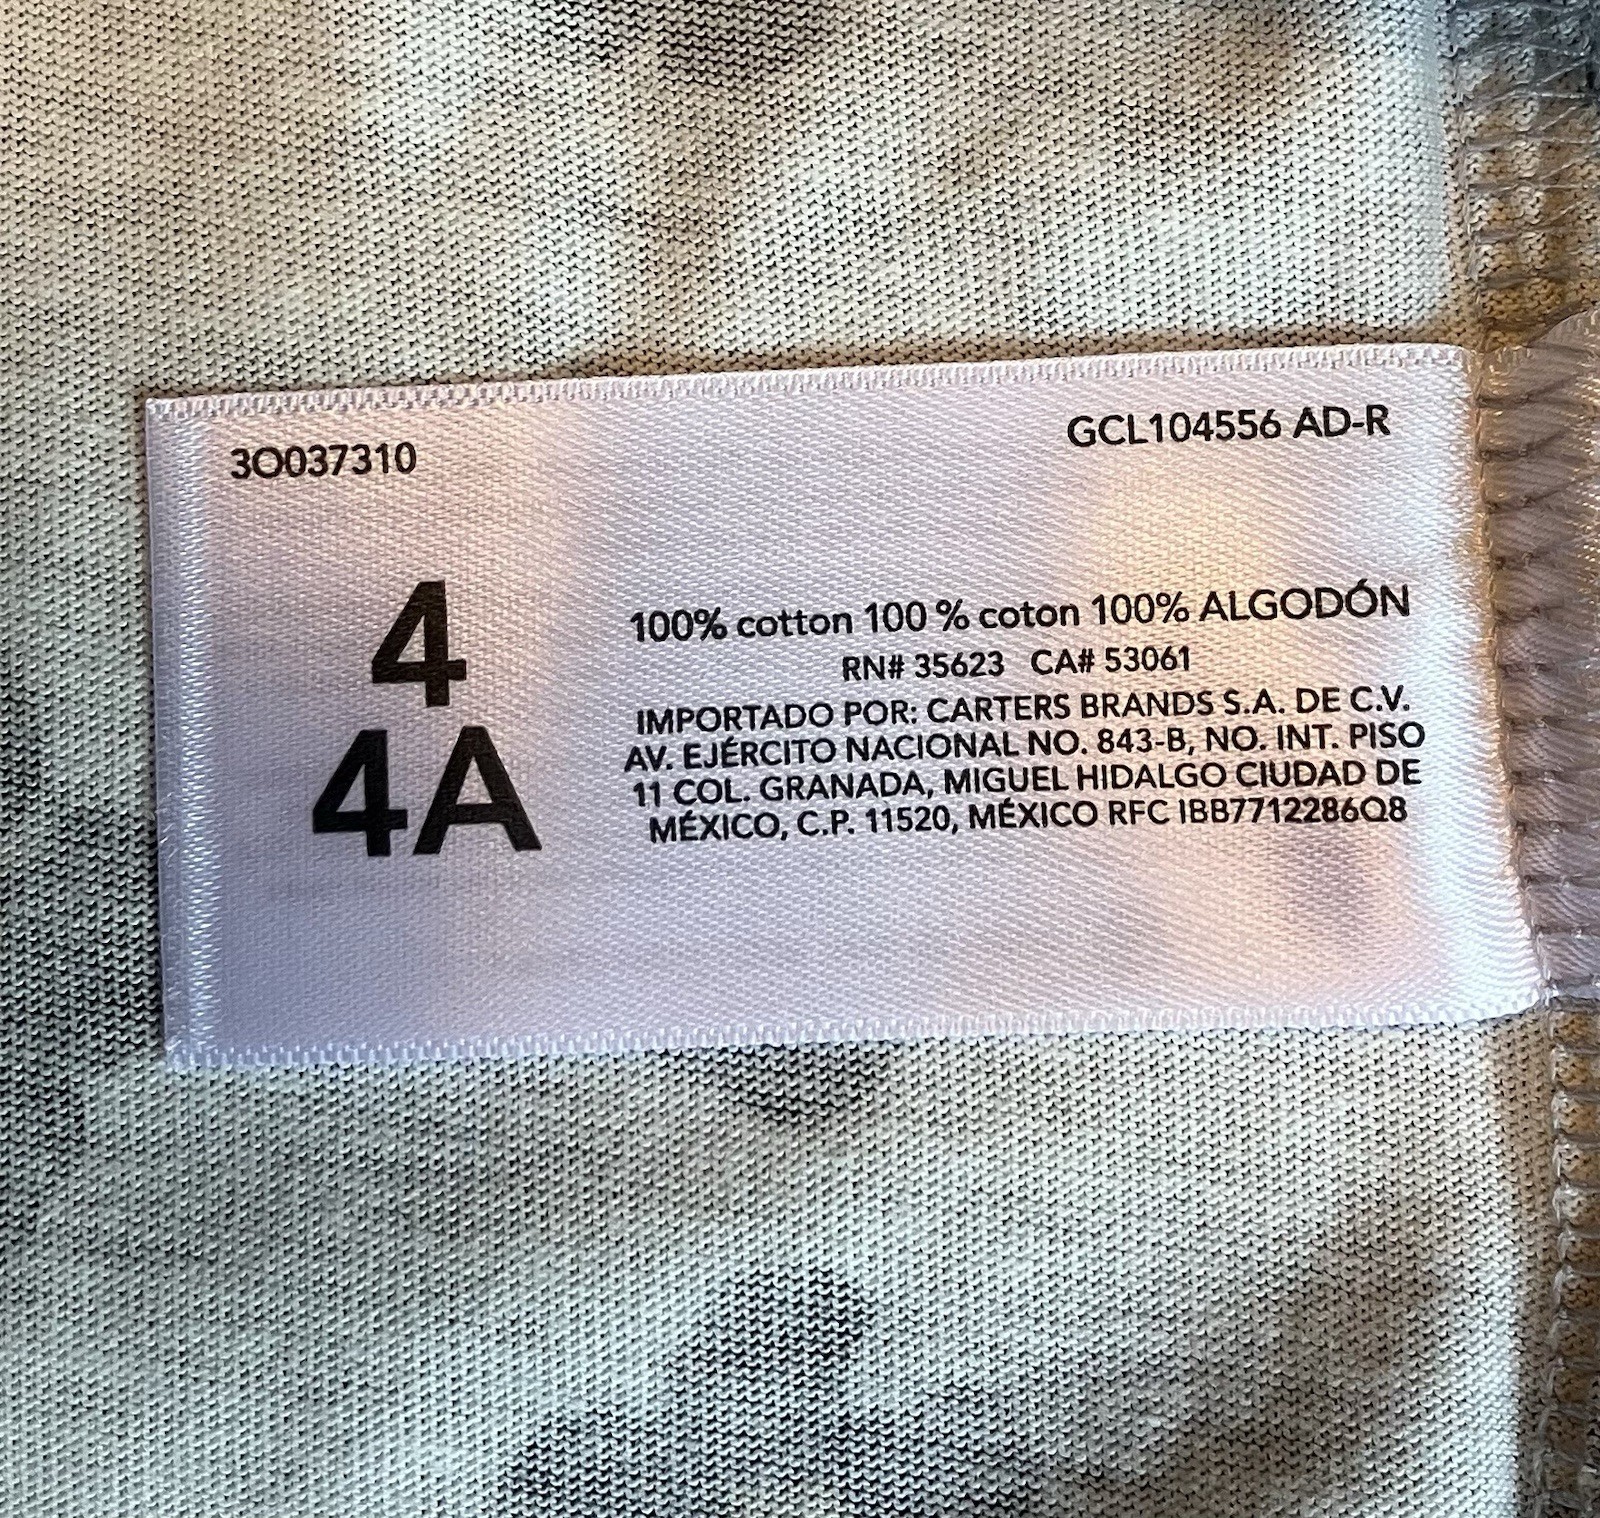 3O037310
GCL104556 AD-R
4
4A
100% cotton 100 % coton 100% ALGODÓN
RN# 35623 CA# 53061
IMPORTADO POR: CARTERS BRANDS S.A. DE C.V.
AV. EJÉRCITO NACIONAL NO. 843-B, NO. INT. PISO
11 COL. GRANADA, MIGUEL HIDALGO CIUDAD DE
MÉXICO, C.P. 11520, MÉXICO RFC IBB7712286Q8